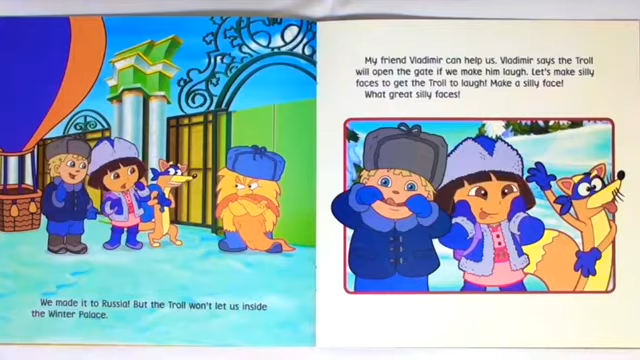 We made it to Russia! But the Troll won't let us inside
the Winter Palace.
My friend Vladimir can help us. Vladimir says the Troll
will open the gate if we make him laugh. Let's make silly
faces to get the Troll to laugh! Make a silly face!
What great silly faces!